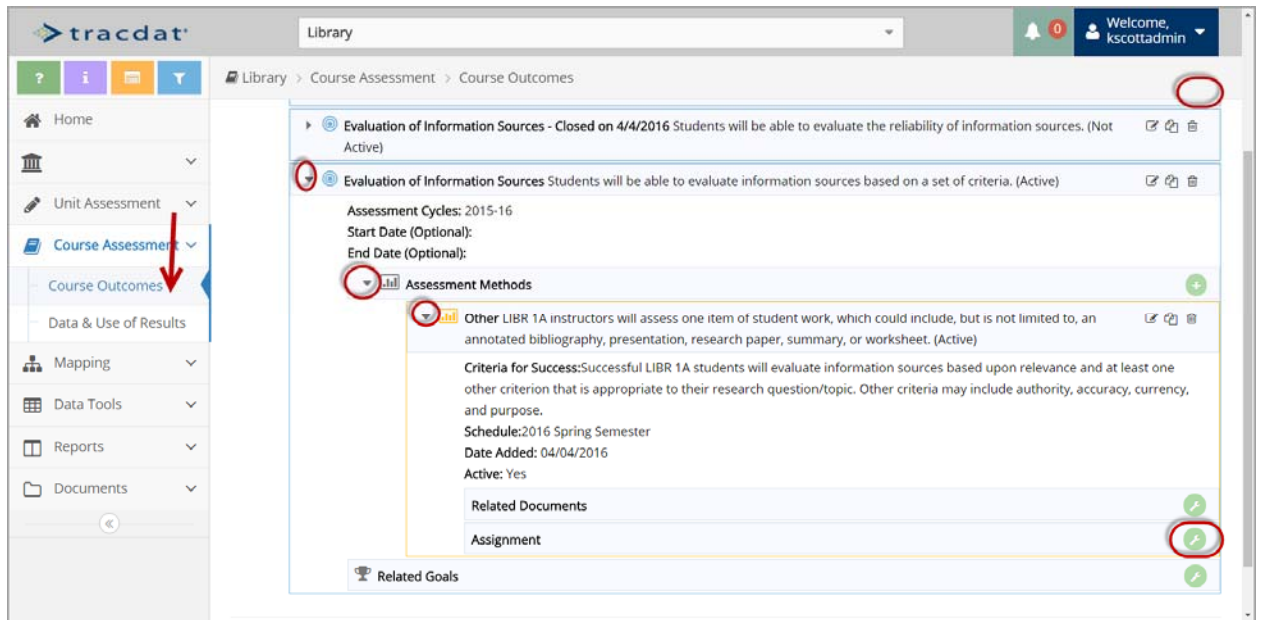 tracdat
Library
0
Welcome,
kscottadmin
?
i
Library > Course Assessment > Course Outcomes
Home
Unit Assessment
Course Assessment
Course Outcomes
Data & Use of Results
Mapping
Data Tools
Reports
Documents
Evaluation of Information Sources - Closed on 4/4/2016 Students will be able to evaluate the reliability of information sources. (Not
Active)
Evaluation of Information Sources Students will be able to evaluate information sources based on a set of criteria. (Active)
Assessment Cycles: 2015-16
Start Date (Optional):
End Date (Optional):
Assessment Methods
Other LIBR 1A instructors will assess one item of student work, which could include, but is not limited to, an
annotated bibliography, presentation, research paper, summary, or worksheet. (Active)
Criteria for Success:Successful LIBR 1A students will evaluate information sources based upon relevance and at least one
other criterion that is appropriate to their research question/topic. Other criteria may include authority, accuracy, currency,
and purpose.
Schedule:2016 Spring Semester
Date Added: 04/04/2016
Active: Yes
Related Documents
Assignment
Related Goals